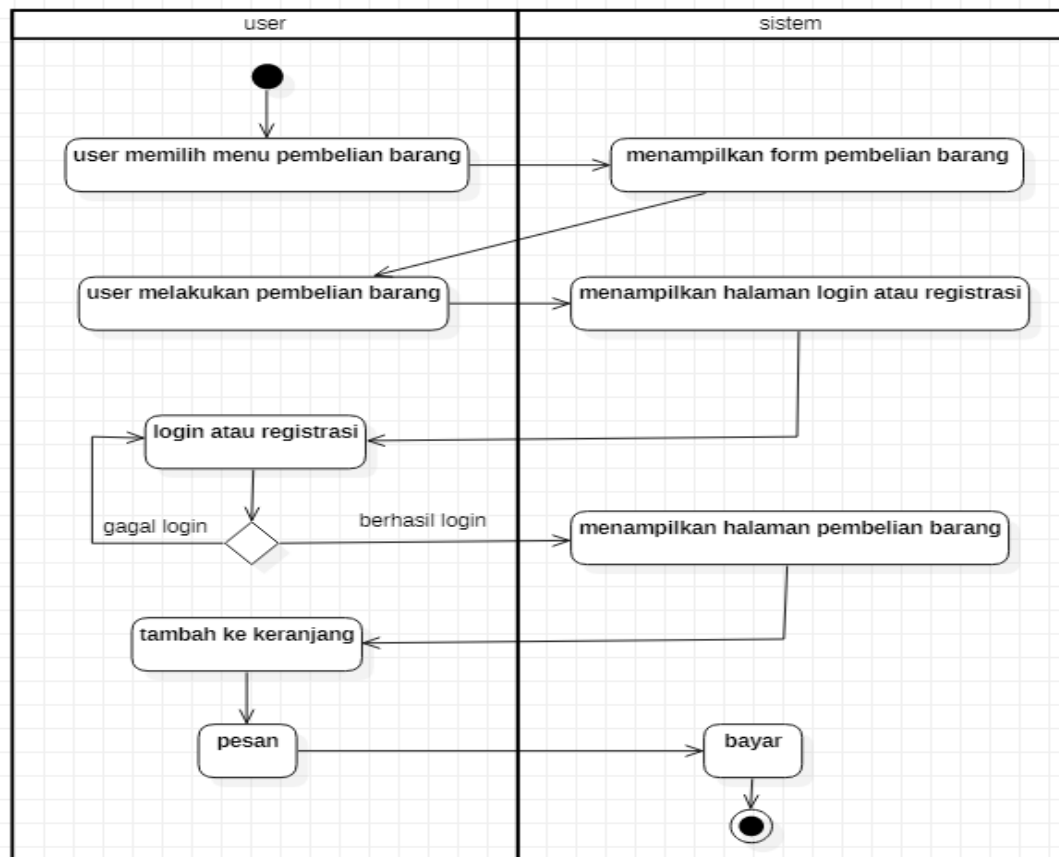 user
sistem
user memilih menu pembelian barang
menampilkan form pembelian barang
user melakukan pembelian barang
menampilkan halaman login atau registrasi
login atau registrasi
gagal login
berhasil login
menampilkan halaman pembelian barang
tambah ke keranjang
pesan
bayar